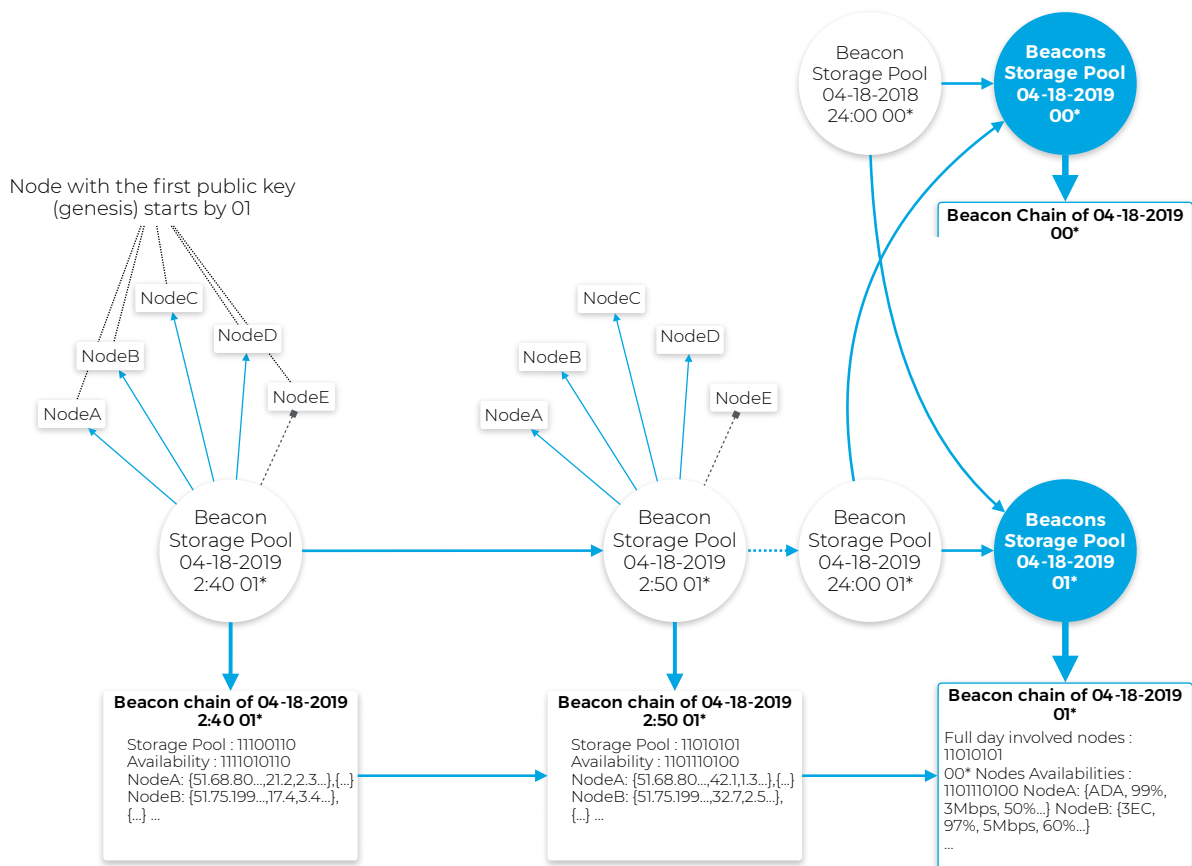 Beacon
Storage Pool
04-18-2018
24:00 00*
Beacons
Storage Pool
04-18-2019
00*
Node with the first public key
(genesis) starts by 01
Beacon Chain of 04-18-2019
00*
NodeC
NodeD
NodeB
NodeE
NodeA
NodeC
NodeD
NodeB
NodeE
NodeA
Beacon
Storage Pool
04-18-2019
2:40 01*
Beacon
Storage Pool
04-18-2019
2:50 01*
Beacon
Storage Pool
04-18-2019
24:00 01*
Beacons
Storage Pool
04-18-2019
01*
Beacon chain of 04-18-2019
2:40 01*
Storage Pool : 11100110
Availability : 1111010110
NodeA: {51.68.80...,21.2,2.3...},{...}
NodeB: {51.75.199...,17.4,3.4...},
{...} ...
Beacon chain of 04-18-2019
2:50 01*
Storage Pool : 11010101
Availability : 1101110100
NodeA: {51.68.80...,42.1,1.3...},{...}
NodeB: {51.75.199...,32.7,2.5...},
{...} ...
Beacon chain of 04-18-2019
01*
Full day involved nodes :
11010101
00* Nodes Availabilities :
1101110100 NodeA: {ADA, 99%,
3Mbps, 50%...} NodeB: {3EC,
97%, 5Mbps, 60%...}
...